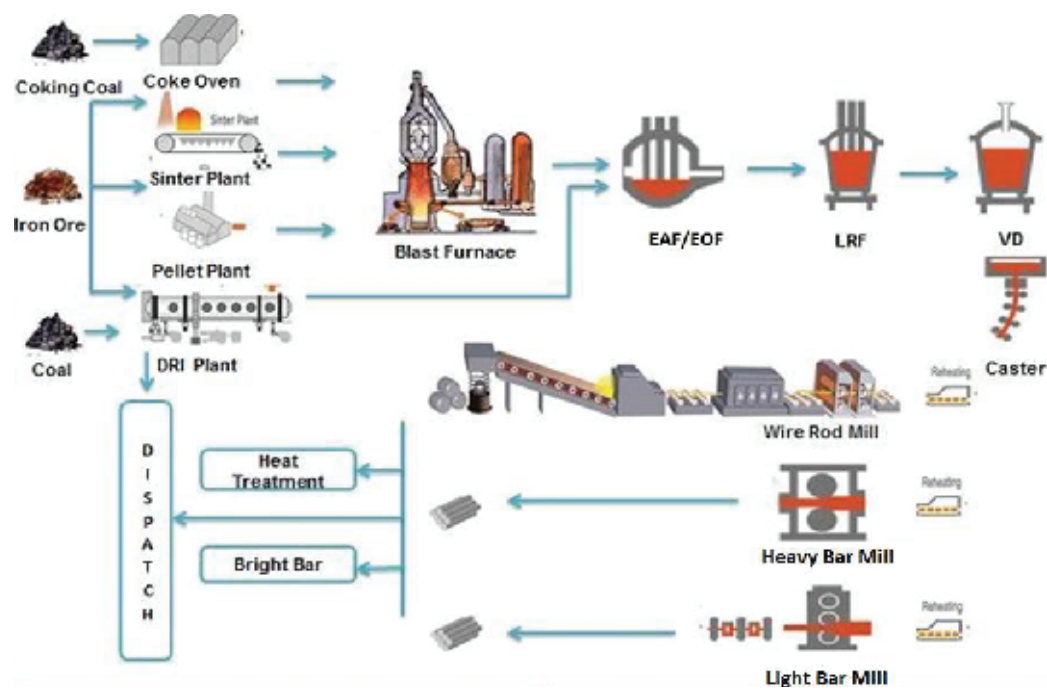 Coking Coal
Coke Oven
Sinter Plant
Sinter Plant
Iron Ore
Pellet Plant
Blast Furnace
EAF/EOF
LRF
VD
Coal
DRI Plant
Caster
Reheating
Wire Rod Mill
DISPATCH
Heat
Treatment
Reheating
Heavy Bar Mill
Bright Bar
Reheating
Light Bar MIll